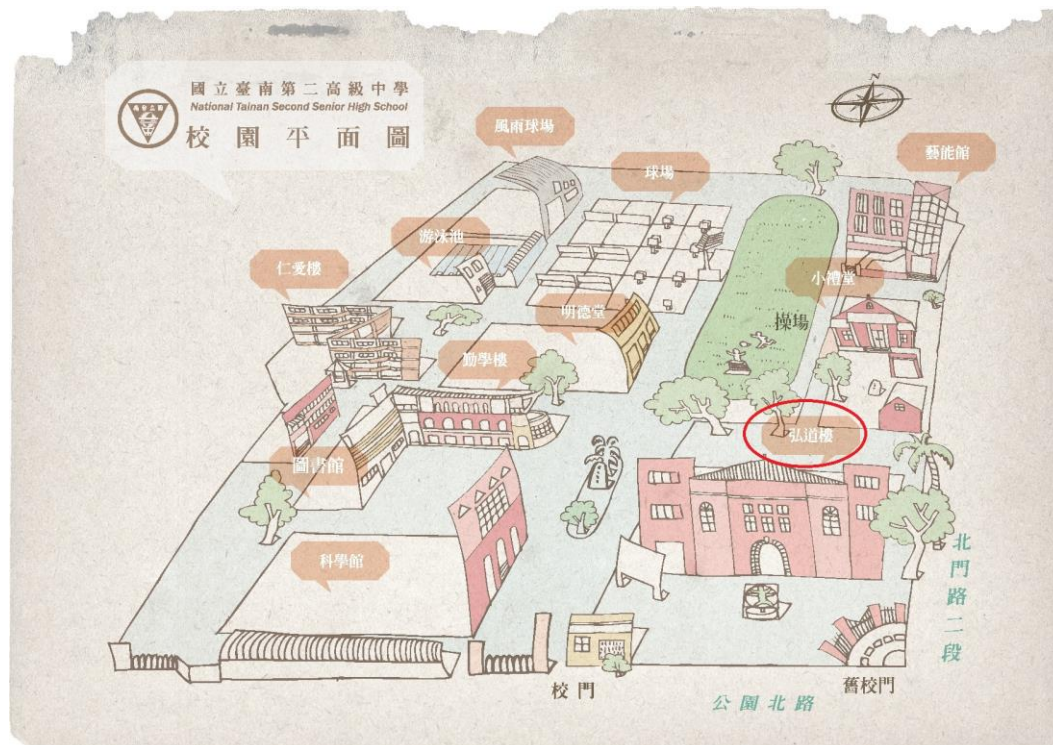 國立臺南第二高級中學
National Tainan Second Senior High School
校園平面圖
N
風雨球場
球場
藝能館
游泳池
仁愛樓
小禮堂
明德堂
操場
勤學樓
弘道樓
圖書館
科學館
北門路二段
校門
舊校門
公園北路